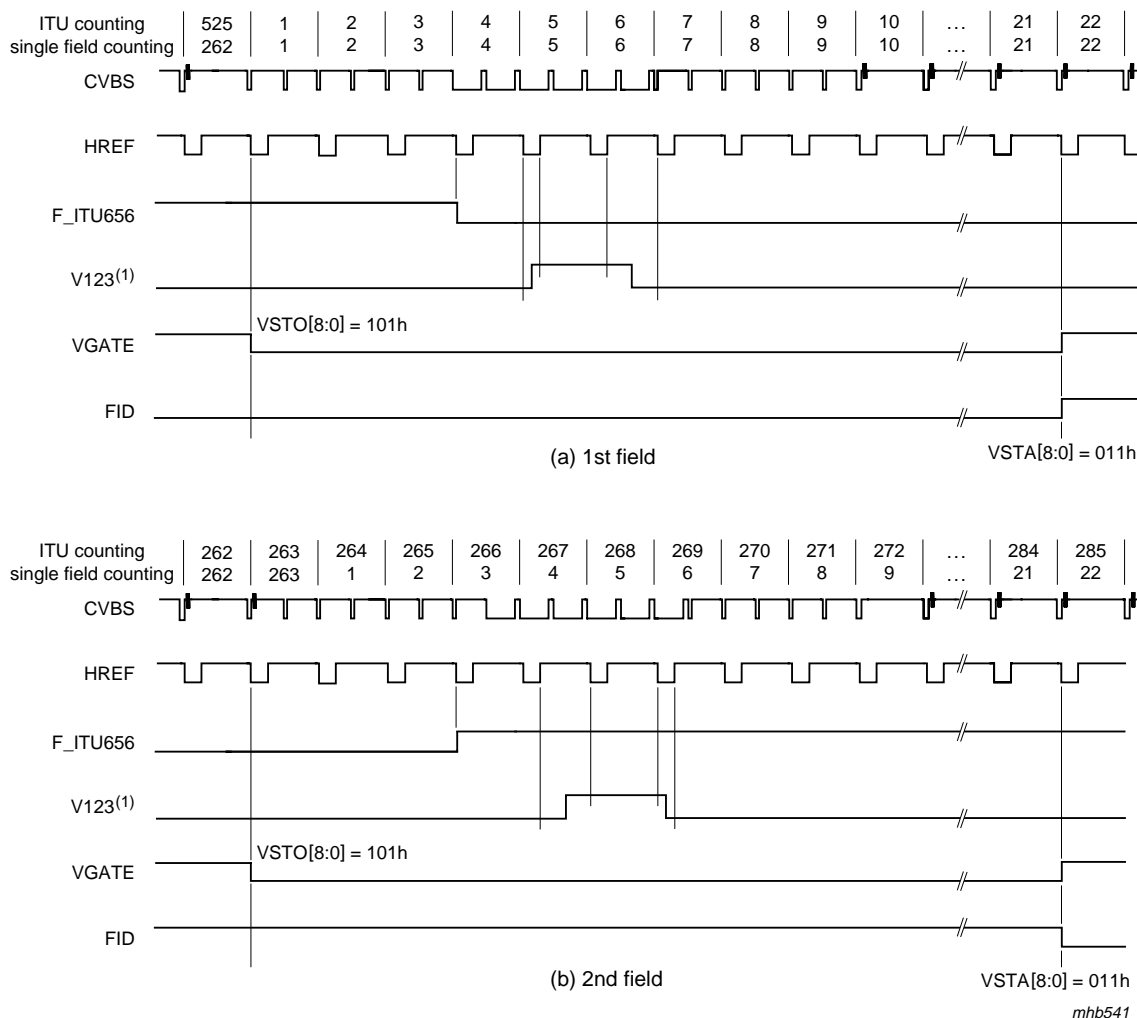 ITU counting 525 1 2 3 4 5 6 7 8 9 10 ... 21 22
single field counting 262 1 2 3 4 5 6 7 8 9 10 ... 21 22
CVBS
HREF
F_ITU656
V123(1)
VSTO[8:0] = 101h
VGATE
FID
(a) 1st field
VSTA[8:0] = 011h
ITU counting 262 263 264 265 266 267 268 269 270 271 272 ... 284 285
single field counting 262 263 1 2 3 4 5 6 7 8 9 ... 21 22
CVBS
HREF
F_ITU656
V123(1)
VSTO[8:0] = 101h
VGATE
FID
(b) 2nd field
VSTA[8:0] = 011h
mhb541